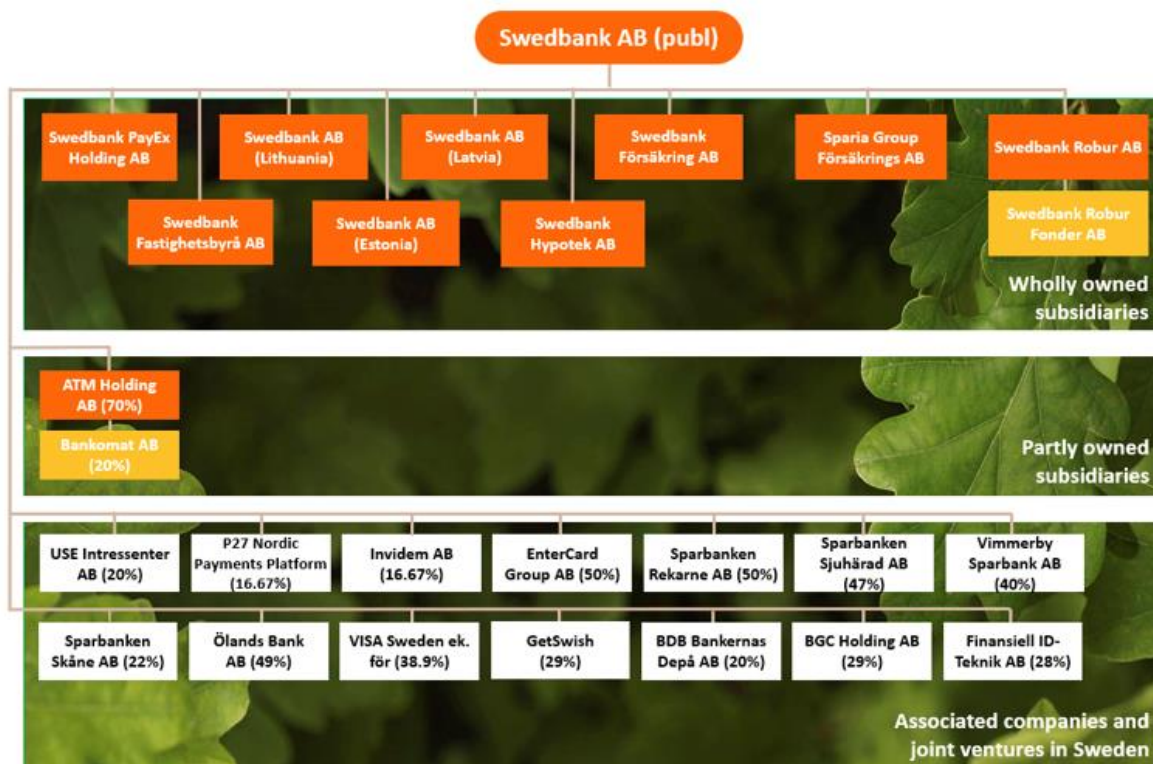 Swedbank AB (publ)
Swedbank PayEx
Holding AB
Swedbank AB
(Lithuania)
Swedbank AB
(Latvia)
Swedbank
Försäkring AB
Sparia Group
Försäkrings AB
Swedbank Robur AB
Swedbank
Fastighetsbyrå AB
Swedbank AB
(Estonia)
Swedbank
Hypotek AB
Swedbank Robur
Fonder AB
Wholly owned
subsidiaries
ATM Holding
AB (70%)
Bankomat AB
(20%)
Partly owned
subsidiaries
USE Intressenter
AB (20%)
P27 Nordic
Payments Platform
(16.67%)
Invidem AB
(16.67%)
EnterCard
Group AB (50%)
Sparbanken
Rekarne AB (50%)
Sparbanken
Sjuhärad AB
(47%)
Vimmerby
Sparbank AB
(40%)
Sparbanken
Skåne AB (22%)
Ölands Bank
AB (49%)
VISA Sweden ek.
för (38.9%)
GetSwish
(29%)
BDB Bankernas
Depå AB (20%)
BGC Holding AB
(29%)
Finansiell ID-
Teknik AB (28%)
Associated companies and
joint ventures in Sweden